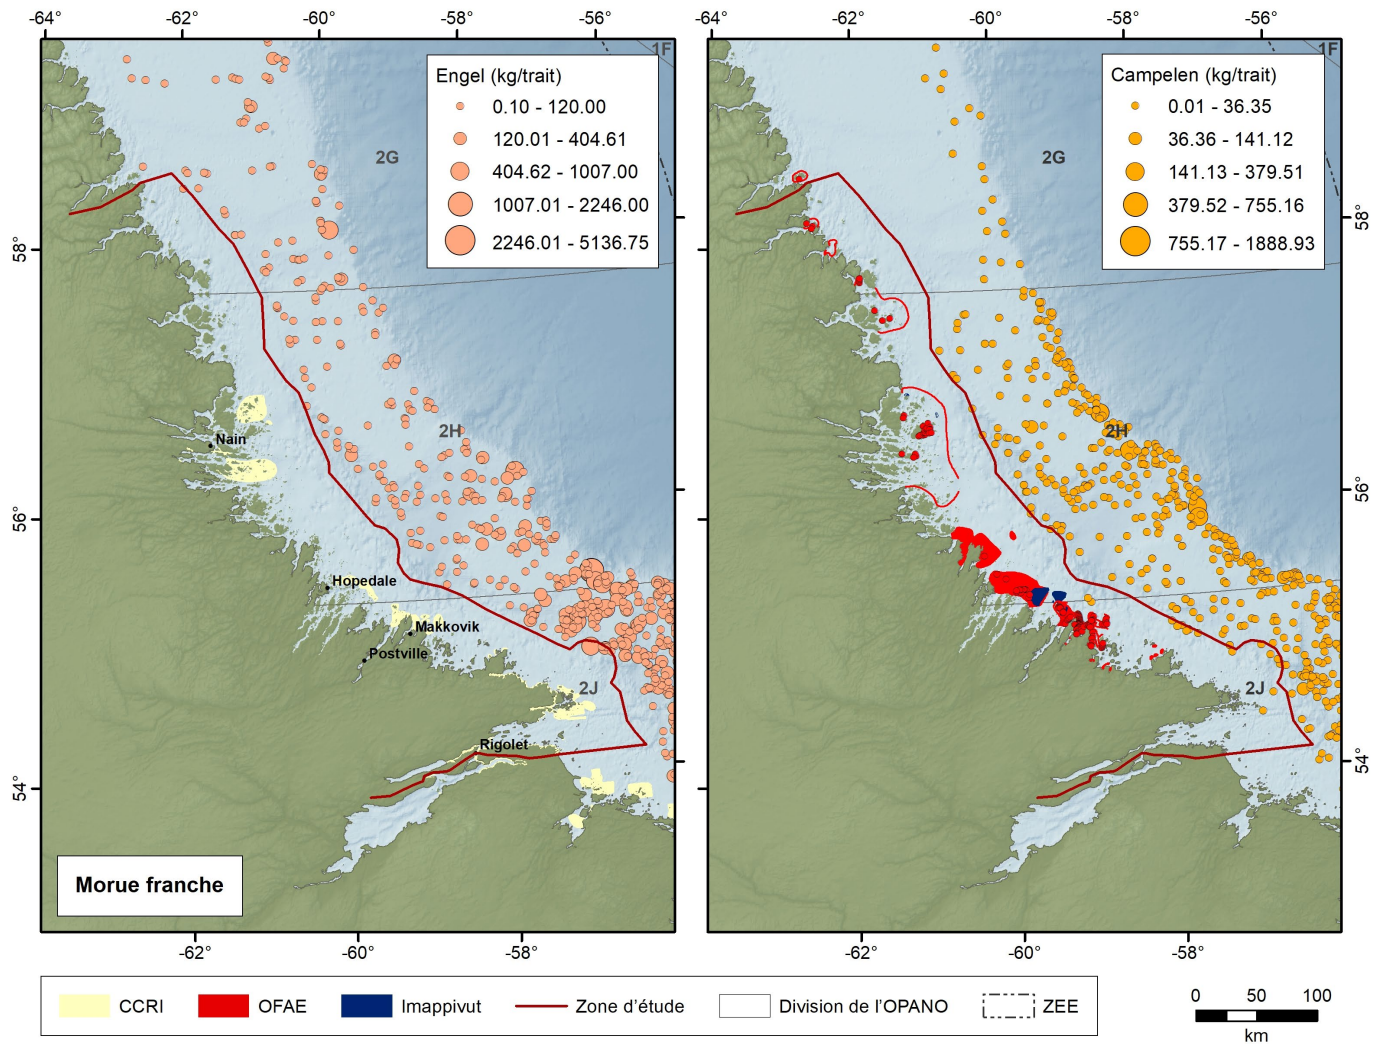 -64° -62° -60° -58° -56°
-62° -60° -58° -56°
Engel (kg/trait)
0.10 - 120.00
120.01 - 404.61
404.62 - 1007.00
1007.01 - 2246.00
2246.01 - 5136.75
1F
2G
2H
2J
Nain
Hopedale
Makkovik
Postville
Rigolet
Morue franche
58°
56°
54°
Campelen (kg/trait)
0.01 - 36.35
36.36 - 141.12
141.13 - 379.51
379.52 - 755.16
755.17 - 1888.93
1F
2G
2H
2J
58°
56°
54°
-62° -60° -58°
-62° -60° -58°
CCRI OFAE Imappivut Zone d'étude Division de l'OPANO ZEE
0 50 100
km